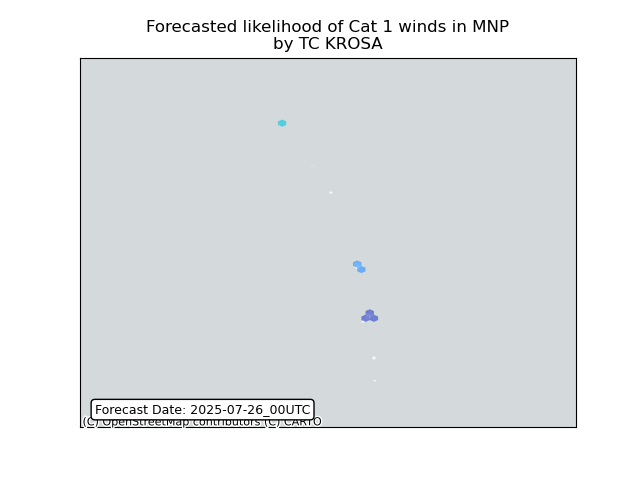 Forecasted likelihood of Cat 1 winds in MNP
by TC KROSA
Forecast Date: 2025-07-26_00UTC
(C) OpenStreetMap contributors (C) CARTO